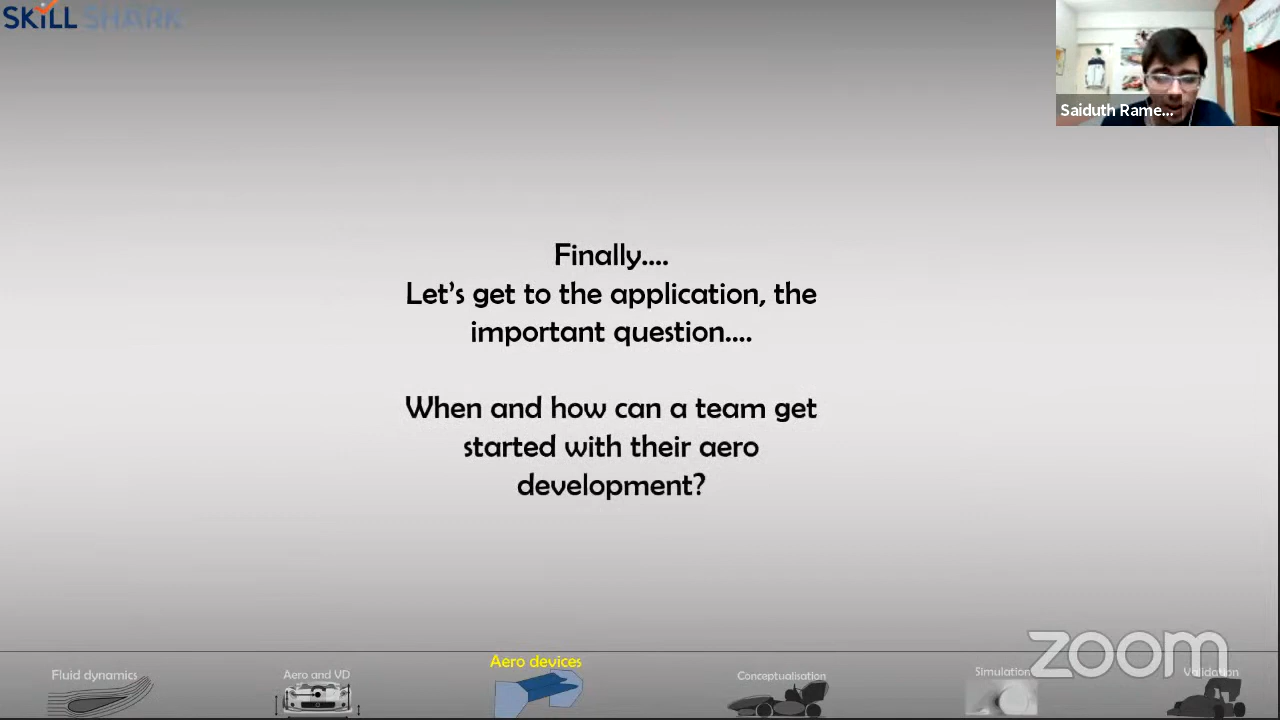 SKILL SHARK
Saiduth Rame...
Finally....
Let's get to the application, the
important question....
When and how can a team get
started with their aero
development?
Aero devices
Fluid dynamics
Aero and VD
Conceptualisation
Simulation
Validation
zoom